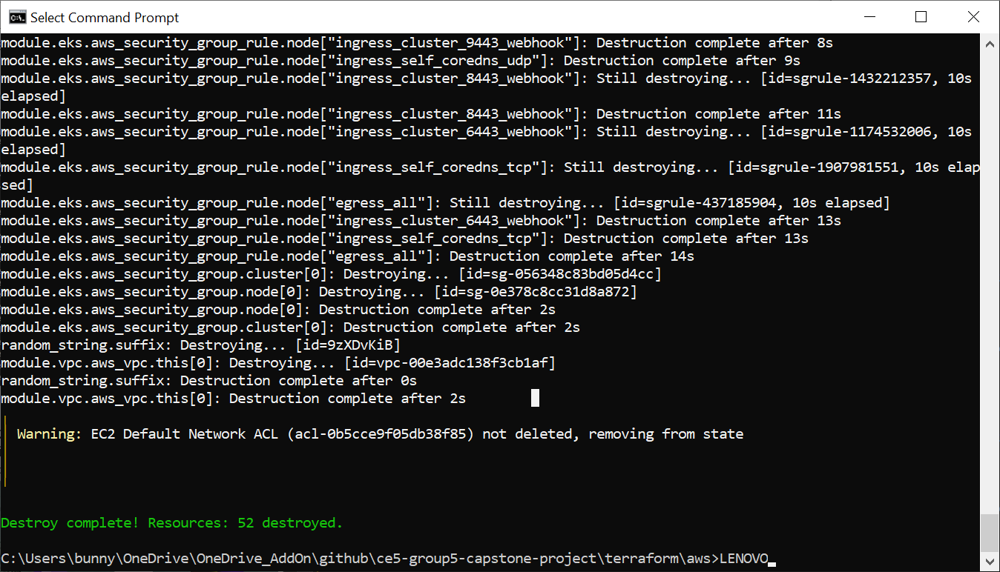 Select Command Prompt
module.eks.aws_security_group_rule.node["ingress_cluster_9443_webhook"]: Destruction complete after 8s
module.eks.aws_security_group_rule.node["ingress_self_coredns_udp"]: Destruction complete after 9s
module.eks.aws_security_group_rule.node["ingress_cluster_8443_webhook"]: Still destroying... [id=sgrule-1432212357, 10s
elapsed]
module.eks.aws_security_group_rule.node["ingress_cluster_8443_webhook"]: Destruction complete after 11s
module.eks.aws_security_group_rule.node["ingress_cluster_6443_webhook"]: Still destroying... [id=sgrule-1174532006, 10s
elapsed]
module.eks.aws_security_group_rule.node["ingress_self_coredns_tcp"]: Still destroying... [id=sgrule-1907981551, 10s elap
sed]
module.eks.aws_security_group_rule.node["egress_all"]: Still destroying... [id=sgrule-437185904, 10s elapsed]
module.eks.aws_security_group_rule.node["ingress_cluster_6443_webhook"]: Destruction complete after 13s
module.eks.aws_security_group_rule.node["ingress_self_coredns_tcp"]: Destruction complete after 13s
module.eks.aws_security_group_rule.node["egress_all"]: Destruction complete after 14s
module.eks.aws_security_group.cluster[0]: Destroying... [id=sg-056348c83bd05d4cc]
module.eks.aws_security_group.node[0]: Destroying... [id=sg-0e378c8cc31d8a872]
module.eks.aws_security_group.node[0]: Destruction complete after 2s
module.eks.aws_security_group.cluster[0]: Destruction complete after 2s
random_string.suffix: Destroying... [id=9zXDvKiB]
module.vpc.aws_vpc.this[0]: Destroying... [id=vpc-00e3adc138f3cb1af]
random_string.suffix: Destruction complete after 0s
module.vpc.aws_vpc.this[0]: Destruction complete after 2s
Warning: EC2 Default Network ACL (acl-0b5cce9f05db38f85) not deleted, removing from state
Destroy complete! Resources: 52 destroyed.
C:\Users\bunny\OneDrive\OneDrive_AddOn\github\ce5-group5-capstone-project\terraform\aws>LENOVO